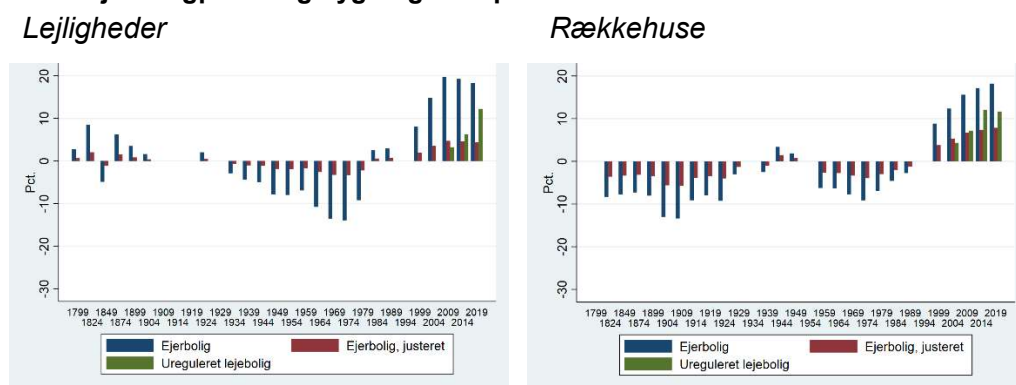 Lejligheder
Pct.
20
10
0
-10
-20
-30
1799 1849 1899 1909 1919 1929 1939 1949 1959 1969 1979 1989 1999 2009 2019
1824 1874 1904 1914 1924 1934 1944 1954 1964 1974 1984 1994 2004 2014
Ejerbolig Ejerbolig, justeret
Ureguleret lejebolig
Rækkehuse
Pct.
20
10
0
-10
-20
-30
1799 1849 1899 1909 1919 1929 1939 1949 1959 1969 1979 1989 1999 2009 2019
1824 1874 1904 1914 1924 1934 1944 1954 1964 1974 1984 1994 2004 2014
Ejerbolig Ejerbolig, justeret
Ureguleret lejebolig